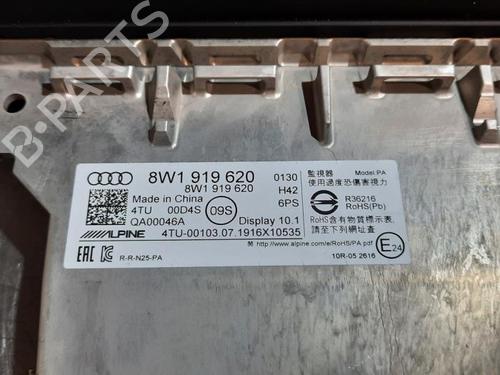 B-Parts
8W1 919 620 0130
8W1 919 620 H42
Made in China 6PS
4TU 00D4S 09S
QA00046A Display 10.1
ALPINE 4TU-00103.07.1916X10535
EAC R-R-N25-PA
監視器 Model:PA
使用過度恐傷害視力
R36216
RoHS(Pb)
RoHS含有物質標示表,
請至下列網址查詢
http://www.alpine.com/e/RoHS/PA.pdf
E24
10R-05 2616